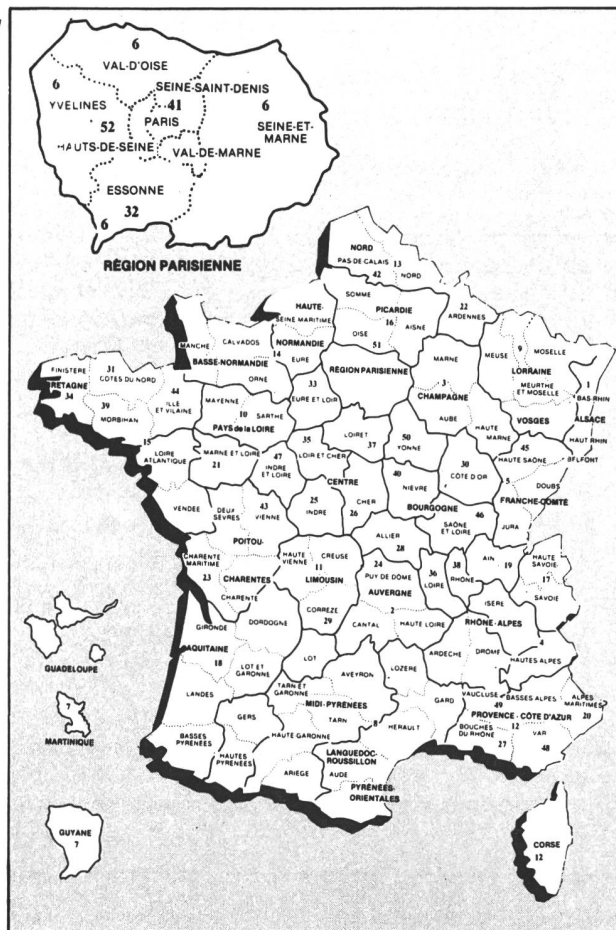 6
VAL-D'OISE
6
SEINE-SAINT-DENIS
YVELINES
41
6
PARIS
SEINE-ET-
MARNE
52
HAUTS-DE-SEINE
VAL-DE-MARNE
ESSONNE
32
6
RÉGION PARISIENNE
NORD
PAS-DE-CALAIS
13
42
NORD
SOMME
PICARDIE
16
OISE
AISNE
51
22
ARDENNES
HAUTE-
SEINE MARITIME
NORMANDIE
14
EURE
MANCHE
CALVADOS
BASSE-NORMANDIE
ORNE
RÉGION PARISIENNE
MARNE
3
CHAMPAGNE
AUBE
HAUTE
MARNE
MEUSE
9
MOSELLE
LORRAINE
MEURTHE
ET MOSELLE
VOSGES
1
BAS-RHIN
ALSACE
HAUT RHIN
BELFORT
FINISTERE
31
COTES DU NORD
RETAGNE
34
39
MORBIHAN
44
ILLE
ET VILAINE
MAYENNE
10
SARTHE
PAYS de la LOIRE
33
EURE ET LOIR
15
LOIRE
ATLANTIQUE
MARNE ET LOIRE
21
47
INDRE
ET LOIRE
35
LOIR ET CHER
LOIRET
37
50
YONNE
CENTRE
25
INDRE
CHER
26
40
NIEVRE
30
CÔTE D'OR
BOURGOGNE
46
SAÔNE
ET LOIRE
45
HAUTE SAÔNE
5
DOUBS
FRANCHE-COMTÉ
JURA
VENDÉE
DEUX
SEVRES
43
VIENNE
POITOU-
CHARENTE
MARITIME
23
CHARENTES
CHARENTE
HAUTE
VIENNE
CREUSE
11
LIMOUSIN
CORREZE
29
ALLIER
28
24
PUY DE DÔME
AUVERGNE
2
CANTAL
HAUTE LOIRE
36
LOIRE
38
RHÔNE
AIN
19
HAUTE
SAVOIE
17
SAVOIE
ISÈRE
RHÔNE-ALPES
ARDÈCHE
DROME
4
HAUTES ALPES
GIRONDE
DORDOGNE
AQUITAINE
18
LOT ET
GARONNE
LANDES
BASSES
PYRÉNÉES
LOT
AVEYRON
TARN ET
GARONNE
MIDI-PYRÉNÉES
GERS
TARN
8
HAUTE GARONNE
HAUTES
PYRÉNÉES
ARIÈGE
LOZERE
GARD
HERAULT
LANGUEDOC-
ROUSSILLON
AUDE
PYRÉNÉES-
ORIENTALES
VAUCLUSE
49
BASSES ALPES
ALPES
MARITIMES
20
PROVENCE - CÔTE D'AZUR
BOUCHES
DU RHÔNE
12
27
VAR
48
GUADELOUPE
7
MARTINIQUE
GUYANE
7
CORSE
12